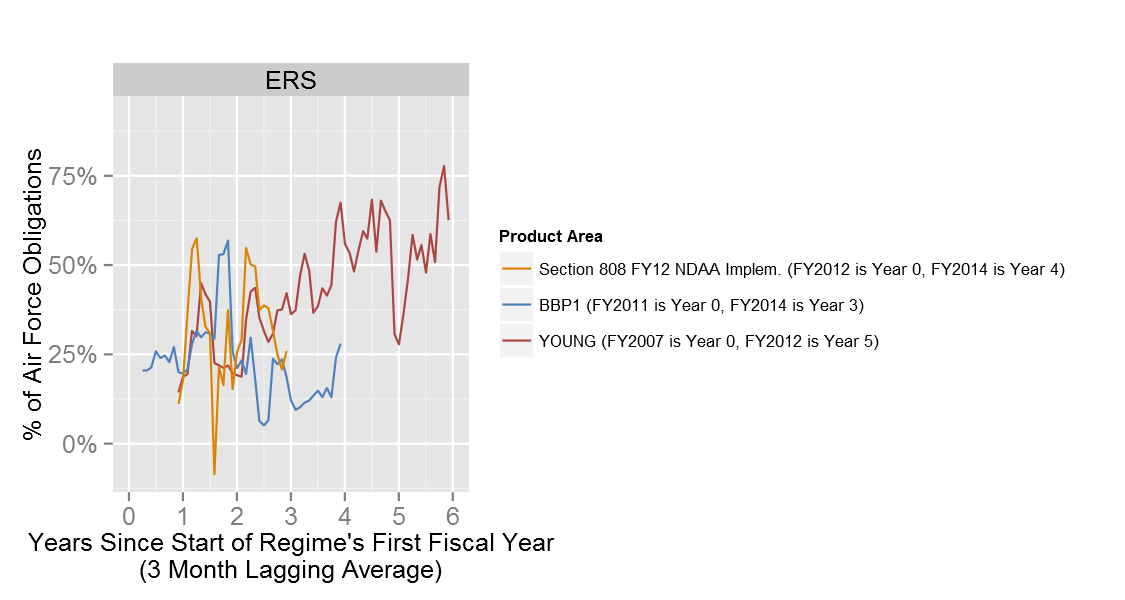 ERS
% of Air Force Obligations
75%
50%
25%
0%
0 1 2 3 4 5 6
Years Since Start of Regime's First Fiscal Year
(3 Month Lagging Average)
Product Area
Section 808 FY12 NDAA Implem. (FY2012 is Year 0, FY2014 is Year 4)
BBP1 (FY2011 is Year 0, FY2014 is Year 3)
YOUNG (FY2007 is Year 0, FY2012 is Year 5)